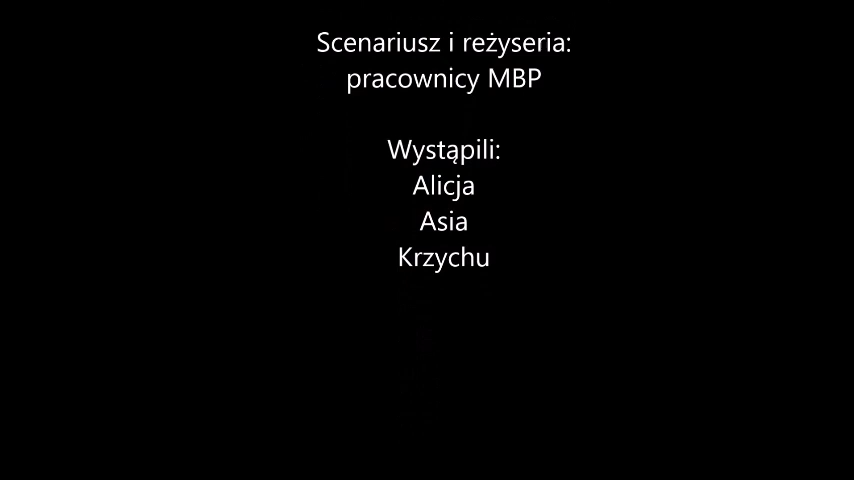 Scenariusz i reżyseria:
pracownicy MBP
Wystąpili:
Alicja
Asia
Krzychu